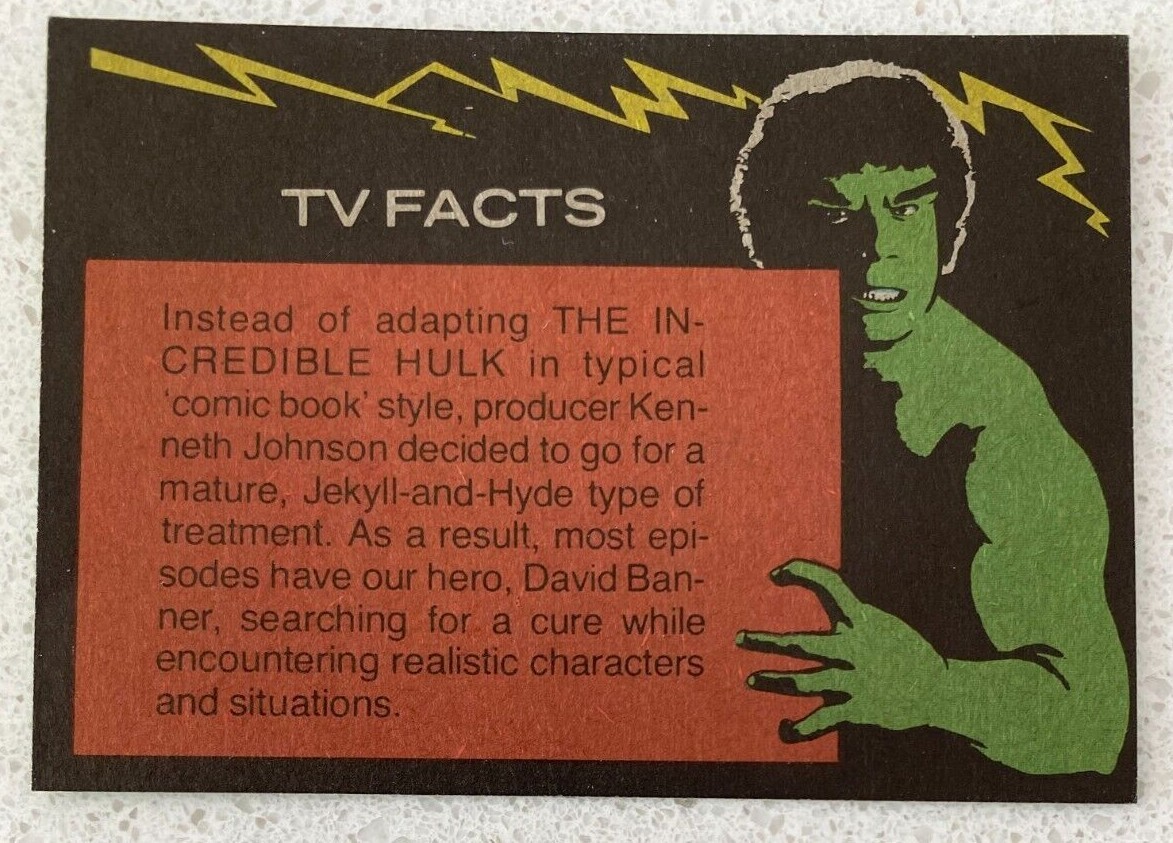 TV FACTS
Instead of adapting THE IN-
CREDIBLE HULK in typical
'comic book' style, producer Ken-
neth Johnson decided to go for a
mature, Jekyll-and-Hyde type of
treatment. As a result, most epi-
sodes have our hero, David Ban-
ner, searching for a cure while
encountering realistic characters
and situations.